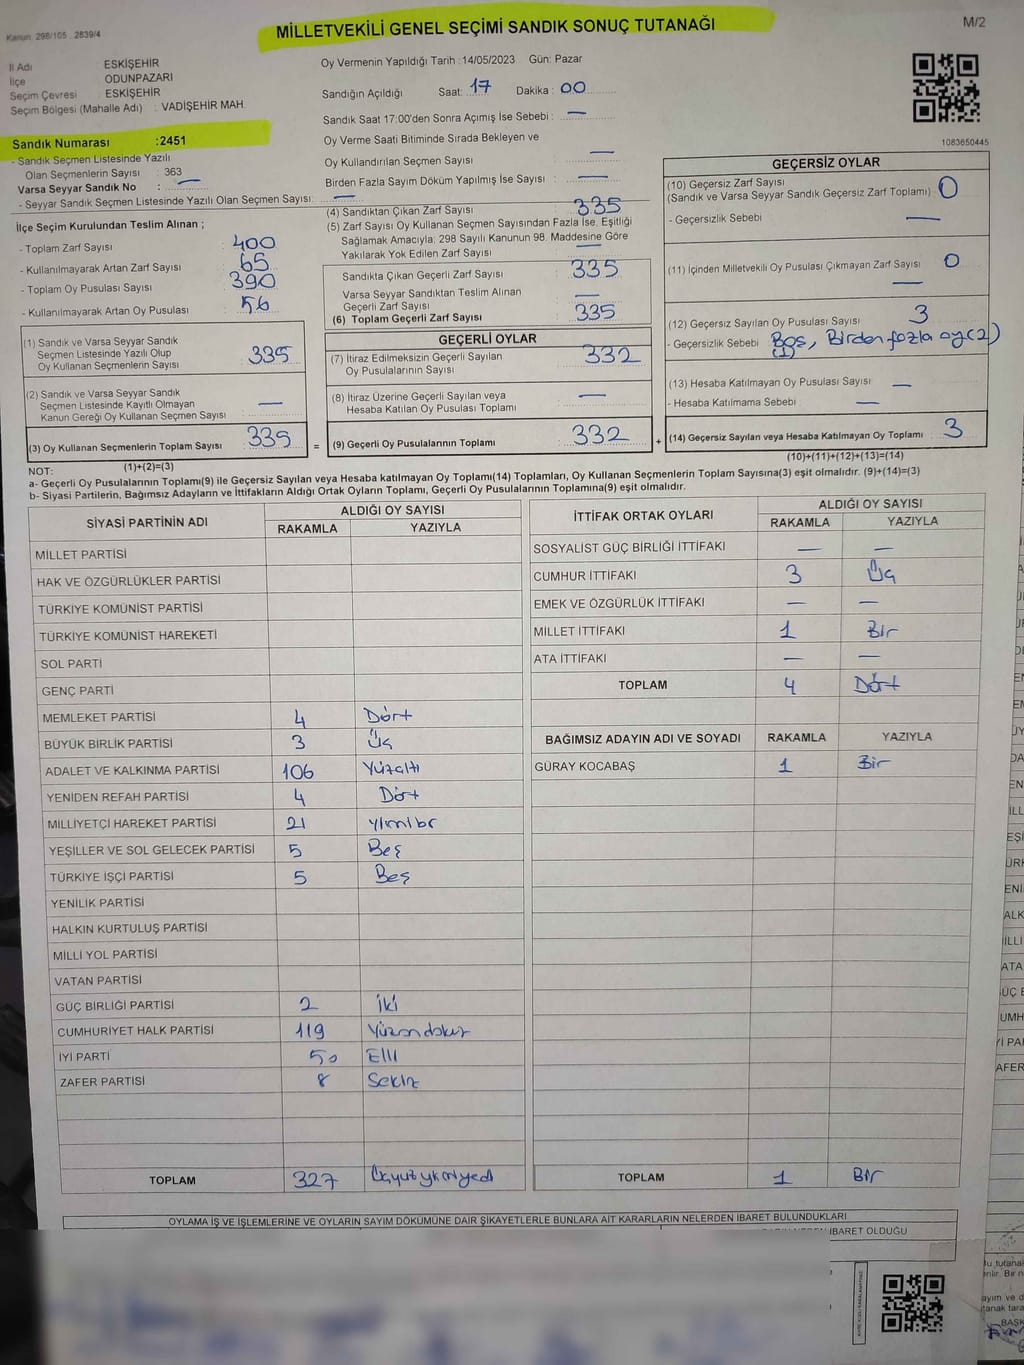 Kanun: 298/105 . 2839/4
MİLLETVEKİLİ GENEL SEÇİMİ SANDIK SONUÇ TUTANAĞI
M/2
İl Adı ESKİŞEHİR
İlçe ODUNPAZARI
Seçim Çevresi : ESKİŞEHİR
Seçim Bölgesi (Mahalle Adı) : VADİŞEHİR MAH.
Sandık Numarası :2451
- Sandık Seçmen Listesinde Yazılı
Olan Seçmenlerin Sayısı : 363
Varsa Seyyar Sandık No : —
- Seyyar Sandık Seçmen Listesinde Yazılı Olan Seçmen Sayısı: —
Oy Vermenin Yapıldığı Tarih :14/05/2023 Gün: Pazar
Sandığın Açıldığı Saat: 17 Dakika : 00
Sandık Saat 17:00'den Sonra Açımış İse Sebebi : —
Oy Verme Saati Bitiminde Sırada Bekleyen ve
Oy Kullandırılan Seçmen Sayısı —
Birden Fazla Sayım Döküm Yapılmış İse Sayısı : —
1083650445
İlçe Seçim Kurulundan Teslim Alınan ;
- Toplam Zarf Sayısı : 400
- Kullanılmayarak Artan Zarf Sayısı : 65
- Toplam Oy Pusulası Sayısı : 390
- Kullanılmayarak Artan Oy Pusulası : 56
(1) Sandık ve Varsa Seyyar Sandık
Seçmen Listesinde Yazılı Olup
Oy Kullanan Seçmenlerin Sayısı : 335
(2) Sandık ve Varsa Seyyar Sandık
Seçmen Listesinde Kayıtlı Olmayan
Kanun Gereği Oy Kullanan Seçmen Sayısı : —
(3) Oy Kullanan Seçmenlerin Toplam Sayısı : 335 =
(1)+(2)=(3)
(4) Sandıktan Çıkan Zarf Sayısı : 335
(5) Zarf Sayısı Oy Kullanan Seçmen Sayısından Fazla İse, Eşitliği
Sağlamak Amacıyla; 298 Sayılı Kanunun 98. Maddesine Göre
Yakılarak Yok Edilen Zarf Sayısı : —
Sandıkta Çıkan Geçerli Zarf Sayısı : 335
Varsa Seyyar Sandıktan Teslim Alınan
Geçerli Zarf Sayısı : —
(6) Toplam Geçerli Zarf Sayısı : 335
GEÇERLİ OYLAR
(7) İtiraz Edilmeksizin Geçerli Sayılan
Oy Pusulalarının Sayısı : 332
(8) İtiraz Üzerine Geçerli Sayılan veya
Hesaba Katılan Oy Pusulası Toplamı : —
(9) Geçerli Oy Pusulalarının Toplamı : 332 +
GEÇERSİZ OYLAR
(10) Geçersiz Zarf Sayısı
(Sandık ve Varsa Seyyar Sandık Geçersiz Zarf Toplamı) : 0
- Geçersizlik Sebebi : —
(11) İçinden Milletvekili Oy Pusulası Çıkmayan Zarf Sayısı : 0
—
(12) Geçersiz Sayılan Oy Pusulası Sayısı : 3
- Geçersizlik Sebebi : Boş, Birden fazla oy(2)
(1)
(13) Hesaba Katılmayan Oy Pusulası Sayısı : —
- Hesaba Katılmama Sebebi : —
(14) Geçersiz Sayılan veya Hesaba Katılmayan Oy Toplamı : 3
(10)+(11)+(12)+(13)=(14)
NOT:
a- Geçerli Oy Pusulalarının Toplamı(9) ile Geçersiz Sayılan veya Hesaba katılmayan Oy Toplamı(14) Toplamları, Oy Kullanan Seçmenlerin Toplam Sayısına(3) eşit olmalıdır. (9)+(14)=(3)
b- Siyasi Partilerin, Bağımsız Adayların ve İttifakların Aldığı Ortak Oyların Toplamı, Geçerli Oy Pusulalarının Toplamına(9) eşit olmalıdır.
SİYASİ PARTİNİN ADI ALDIĞI OY SAYISI
RAKAMLA YAZIYLA
MİLLET PARTİSİ
HAK VE ÖZGÜRLÜKLER PARTİSİ
TÜRKİYE KOMÜNİST PARTİSİ
TÜRKİYE KOMÜNİST HAREKETİ
SOL PARTİ
GENÇ PARTİ
MEMLEKET PARTİSİ 4 Dört
BÜYÜK BİRLİK PARTİSİ 3 Üç
ADALET VE KALKINMA PARTİSİ 106 Yüzaltı
YENİDEN REFAH PARTİSİ 4 Dört
MİLLİYETÇİ HAREKET PARTİSİ 21
YEŞİLLER VE SOL GELECEK PARTİSİ 5 Beş
TÜRKİYE İŞÇİ PARTİSİ 5 Beş
YENİLİK PARTİSİ
HALKIN KURTULUŞ PARTİSİ
MİLLİ YOL PARTİSİ
VATAN PARTİSİ
GÜÇ BİRLİĞİ PARTİSİ 2 İki
CUMHURİYET HALK PARTİSİ 119 Yüzondokuz
İYİ PARTİ 50 Elli
ZAFER PARTİSİ 8 Sekiz
TOPLAM 327
İTTİFAK ORTAK OYLARI ALDIĞI OY SAYISI
RAKAMLA YAZIYLA
SOSYALİST GÜÇ BİRLİĞİ İTTİFAKI — —
CUMHUR İTTİFAKI 3 Üç
EMEK VE ÖZGÜRLÜK İTTİFAKI — —
MİLLET İTTİFAKI 1 Bir
ATA İTTİFAKI — —
TOPLAM 4 Dört
BAĞIMSIZ ADAYIN ADI VE SOYADI RAKAMLA YAZIYLA
GÜRAY KOCABAŞ 1 Bir
TOPLAM 1 Bir
OYLAMA İŞ VE İŞLEMLERİNE VE OYLARIN SAYIM DÖKÜMÜNE DAİR ŞİKAYETLERLE BUNLARA AİT KARARLARIN NELERDEN İBARET BULUNDUKLARI
İBARET OLDUĞU